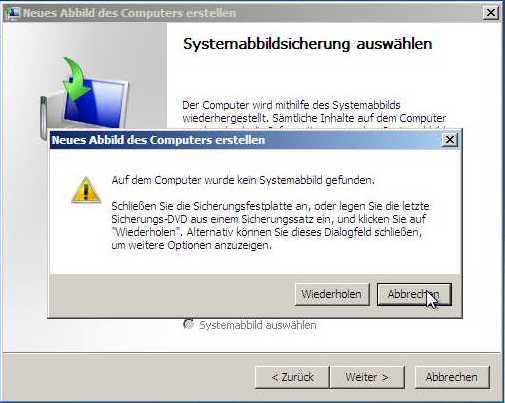 Neues Abbild des Computers erstellen
Systemabbildsicherung auswählen
Der Computer wird mithilfe des Systemabbilds
wiederhergestellt. Sämtliche Inhalte auf dem Computer
Neues Abbild des Computers erstellen
Auf dem Computer wurde kein Systemabbild gefunden.
Schließen Sie die Sicherungsfestplatte an, oder legen Sie die letzte
Sicherungs-DVD aus einem Sicherungssatz ein, und klicken Sie auf
"Wiederholen". Alternativ können Sie dieses Dialogfeld schließen,
um weitere Optionen anzuzeigen.
Wiederholen
Abbrechen
Systemabbild auswählen
< Zurück
Weiter >
Abbrechen